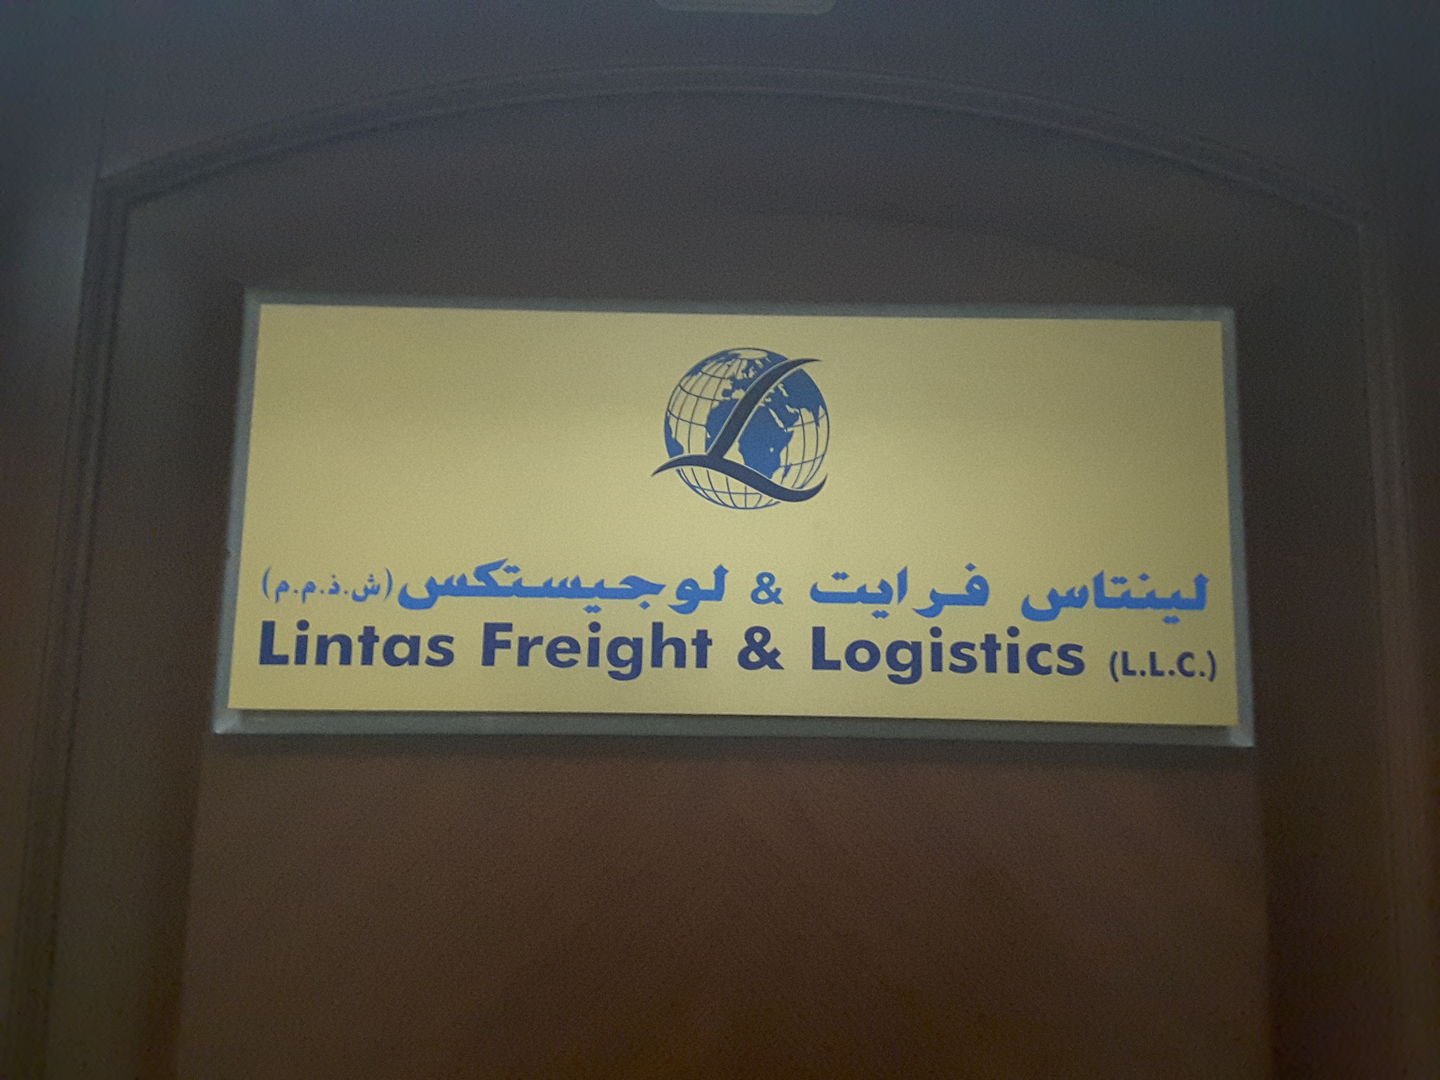 لينتاس فرايت & لوجيستكس (ش.ذ.م.م)
Lintas Freight & Logistics (L.L.C.)